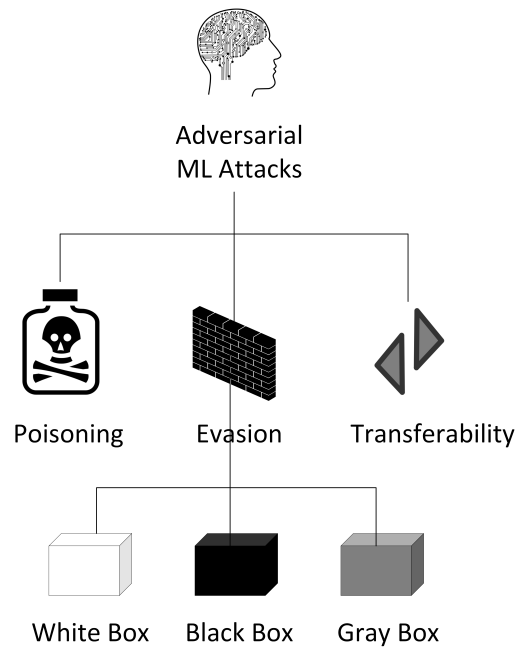 Adversarial
ML Attacks
Poisoning
Evasion
Transferability
White Box
Black Box
Gray Box